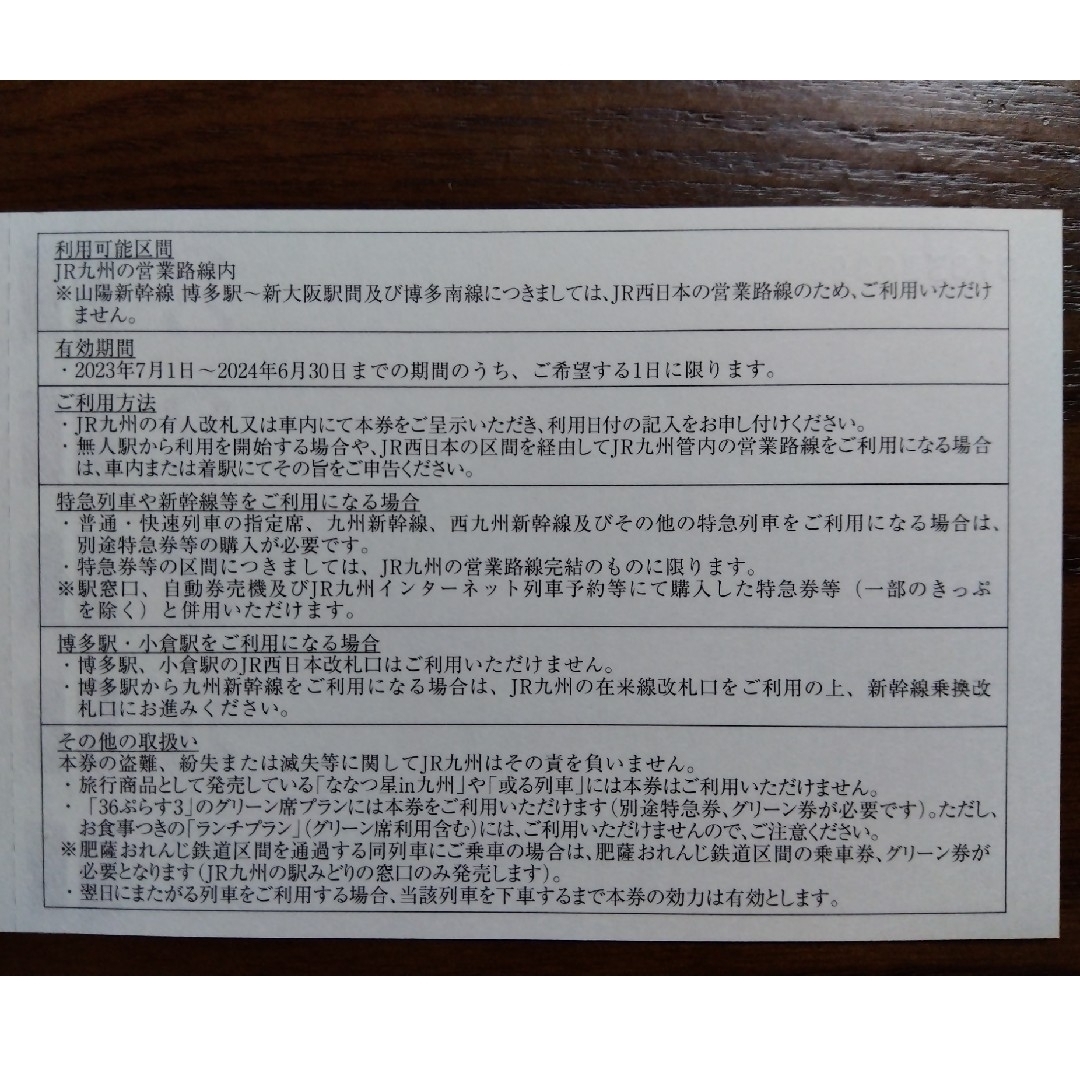 利用可能区間
JR九州の営業路線内
※山陽新幹線 博多駅～新大阪駅間及び博多南線につきましては、JR西日本の営業路線のため、ご利用いただけ
ません。
有効期間
・2023年7月1日～2024年6月30日までの期間のうち、ご希望する1日に限ります。
ご利用方法
・JR九州の有人改札又は車内にて本券をご呈示いただき、利用日付の記入をお申し付けください。
・無人駅から利用を開始する場合や、JR西日本の区間を経由してJR九州管内の営業路線をご利用になる場合
は、車内または着駅にてその旨をご申告ください。
特急列車や新幹線等をご利用になる場合
・普通・快速列車の指定席、九州新幹線、西九州新幹線及びその他の特急列車をご利用になる場合は、
別途特急券等の購入が必要です。
・特急券等の区間につきましては、JR九州の営業路線完結のものに限ります。
※駅窓口、自動券売機及びJR九州インターネット列車予約等にて購入した特急券等（一部のきっぷ
を除く）と併用いただけます。
博多駅・小倉駅をご利用になる場合
・博多駅、小倉駅のJR西日本改札口はご利用いただけません。
・博多駅から九州新幹線をご利用になる場合は、JR九州の在来線改札口をご利用の上、新幹線乗換改
札口にお進みください。
その他の取扱い
本券の盗難、紛失または滅失等に関してJR九州はその責を負いません。
・旅行商品として発売している「ななつ星in九州」や「或る列車」には本券はご利用いただけません。
・「36ぷらす3」のグリーン席プランには本券をご利用いただけます（別途特急券、グリーン券が必要です）。ただし、
お食事つきの「ランチプラン」（グリーン席利用含む）には、ご利用いただけませんので、ご注意ください。
※肥薩おれんじ鉄道区間を通過する同列車にご乗車の場合は、肥薩おれんじ鉄道区間の乗車券、グリーン券が
必要となります（JR九州の駅みどりの窓口のみ発売します）。
・翌日にまたがる列車をご利用する場合、当該列車を下車するまで本券の効力は有効とします。